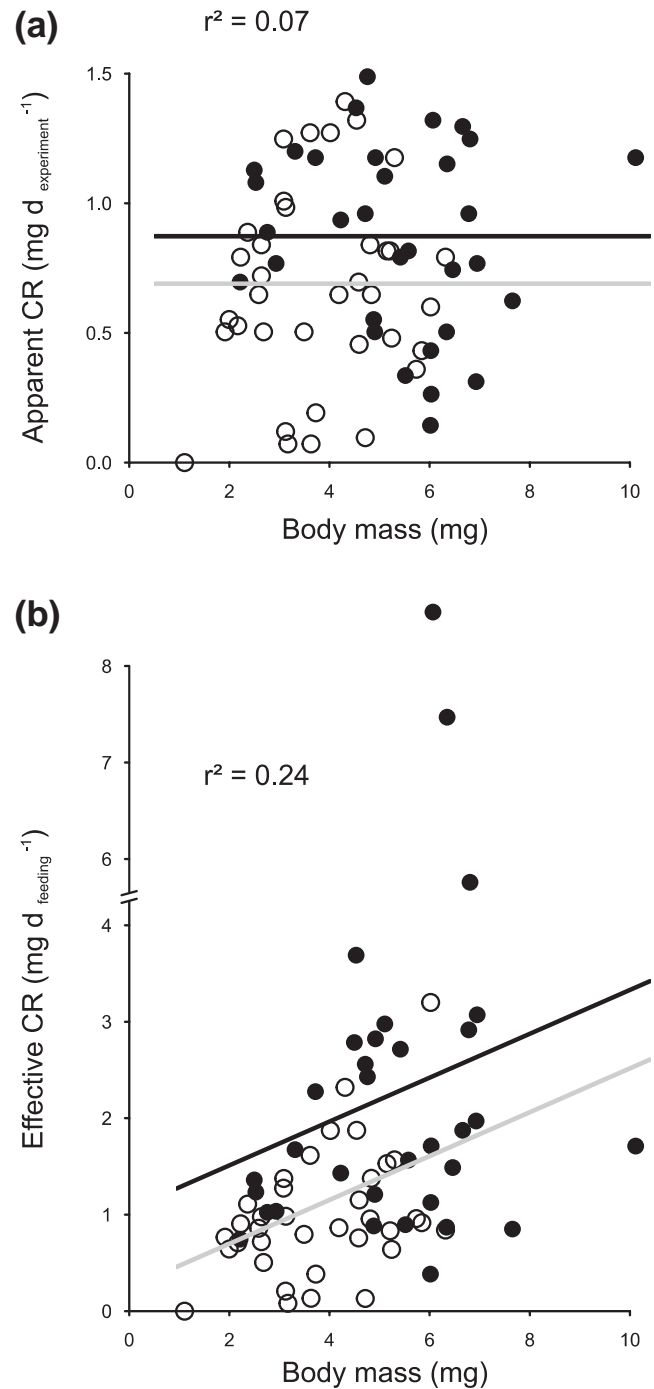 (a)
r² = 0.07
Apparent CR (mg d experiment -1)
1.5
1.0
0.5
0.0
0 2 4 6 8 10
Body mass (mg)
(b)
r² = 0.24
Effective CR (mg d feeding -1)
8
7
6
4
3
2
1
0
0 2 4 6 8 10
Body mass (mg)